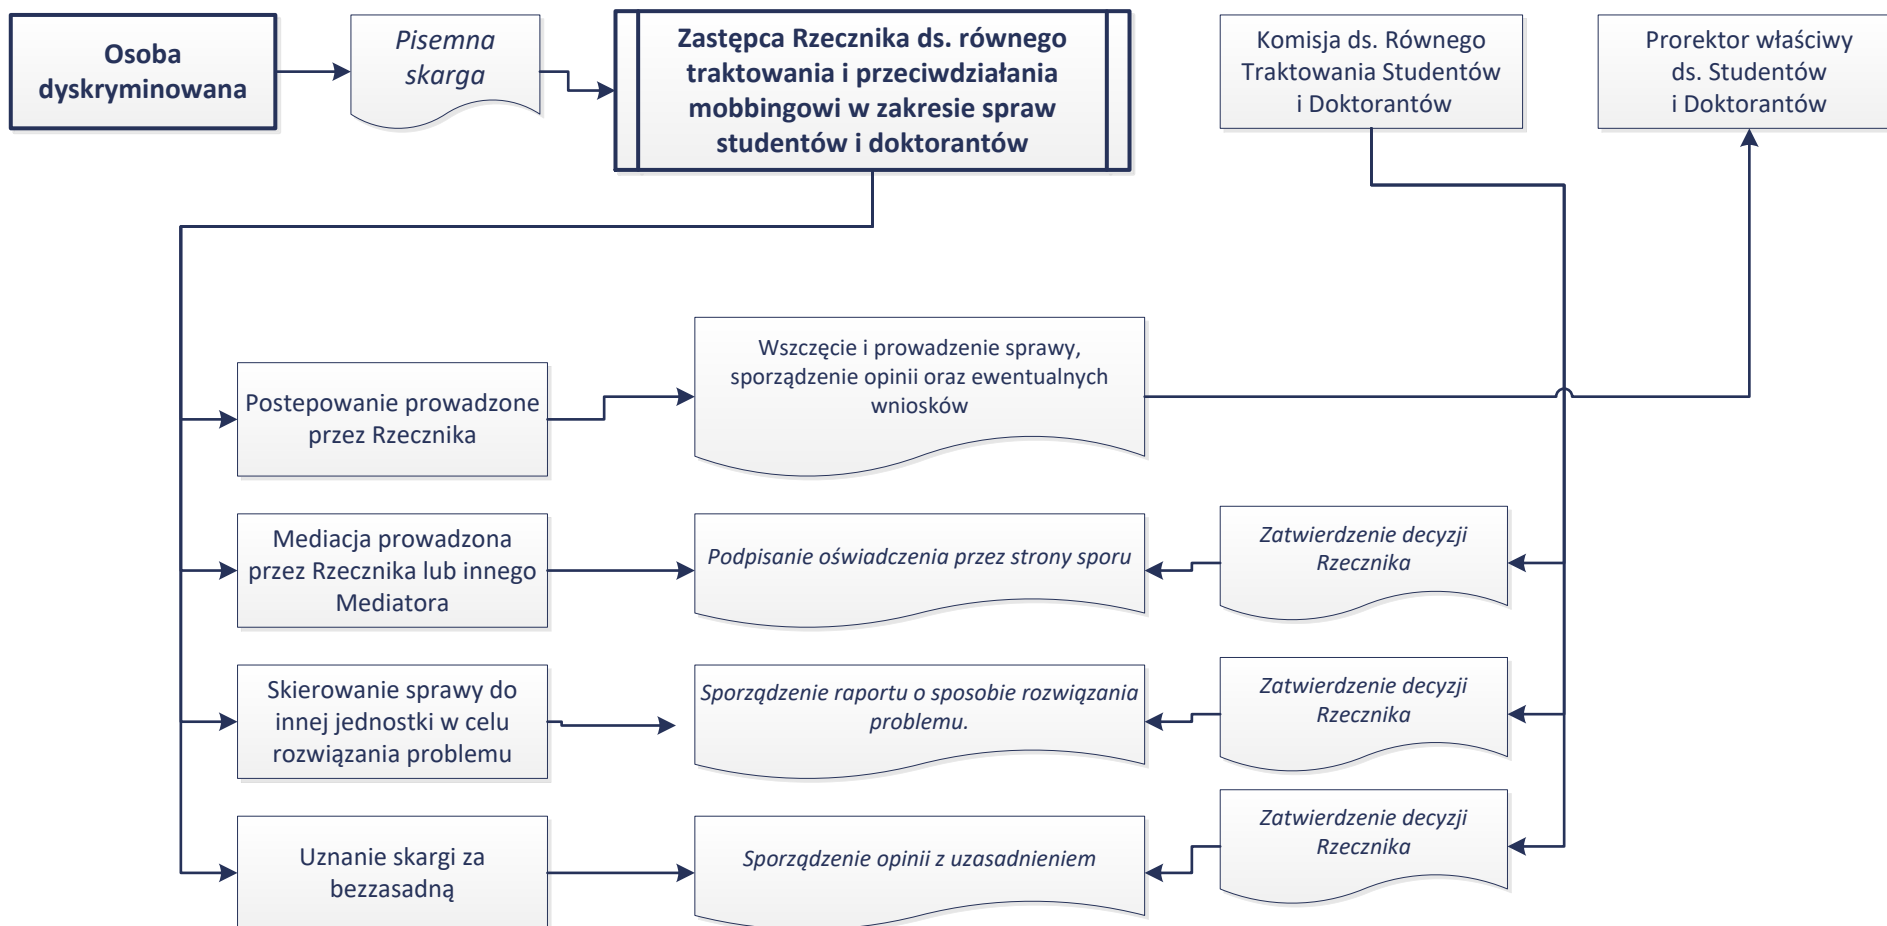 Osoba
dyskryminowana
Pisemna
skarga
Zastępca Rzecznika ds. równego
traktowania i przeciwdziałania
mobbingowi w zakresie spraw
studentów i doktorantów
Komisja ds. Równego
Traktowania Studentów
i Doktorantów
Prorektor właściwy
ds. Studentów
i Doktorantów
Postepowanie prowadzone
przez Rzecznika
Wszczęcie i prowadzenie sprawy,
sporządzenie opinii oraz ewentualnych
wniosków
Mediacja prowadzona
przez Rzecznika lub innego
Mediatora
Podpisanie oświadczenia przez strony sporu
Zatwierdzenie decyzji
Rzecznika
Skierowanie sprawy do
innej jednostki w celu
rozwiązania problemu
Sporządzenie raportu o sposobie rozwiązania
problemu.
Zatwierdzenie decyzji
Rzecznika
Uznanie skargi za
bezzasadną
Sporządzenie opinii z uzasadnieniem
Zatwierdzenie decyzji
Rzecznika